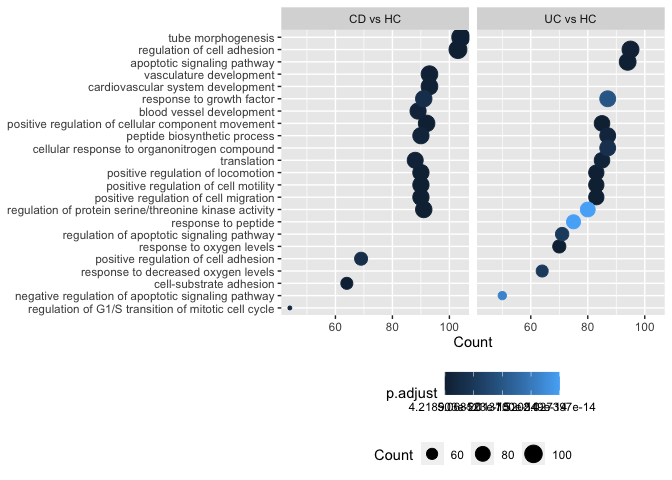 CD vs HC
UC vs HC
tube morphogenesis
regulation of cell adhesion
apoptotic signaling pathway
vasculature development
cardiovascular system development
response to growth factor
blood vessel development
positive regulation of cellular component movement
peptide biosynthetic process
cellular response to organonitrogen compound
translation
positive regulation of locomotion
positive regulation of cell motility
positive regulation of cell migration
regulation of protein serine/threonine kinase activity
response to peptide
regulation of apoptotic signaling pathway
response to oxygen levels
positive regulation of cell adhesion
response to decreased oxygen levels
cell-substrate adhesion
negative regulation of apoptotic signaling pathway
regulation of G1/S transition of mitotic cell cycle
60 80 100 60 80 100
Count
p.adjust
Count 60 80 100